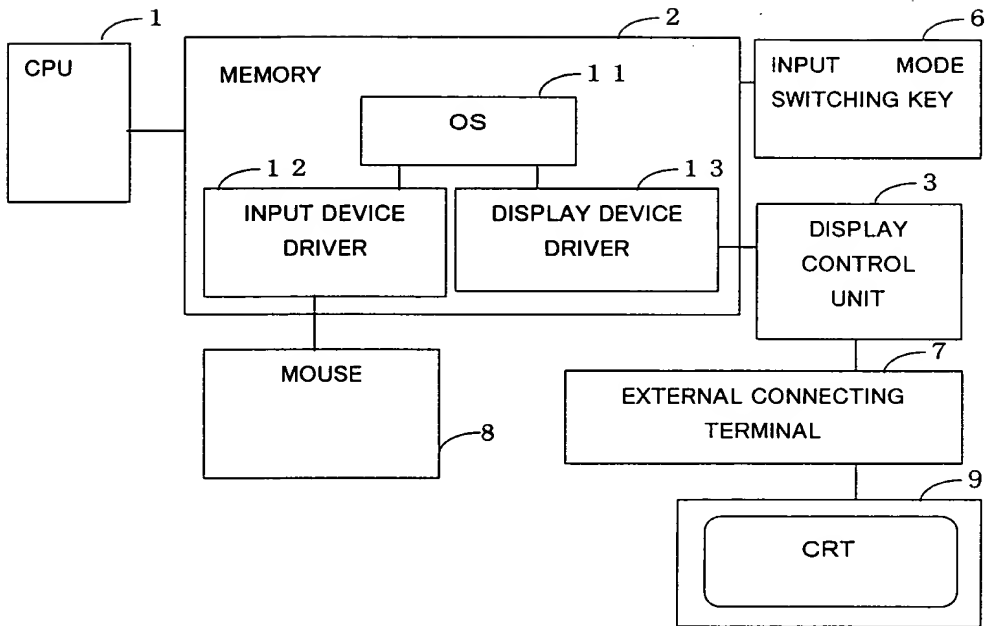 1
2
6
CPU
MEMORY
INPUT MODE
SWITCHING KEY
1 1
OS
1 2
1 3
3
INPUT DEVICE
DRIVER
DISPLAY DEVICE
DRIVER
DISPLAY
CONTROL
UNIT
7
MOUSE
8
EXTERNAL CONNECTING
TERMINAL
9
CRT